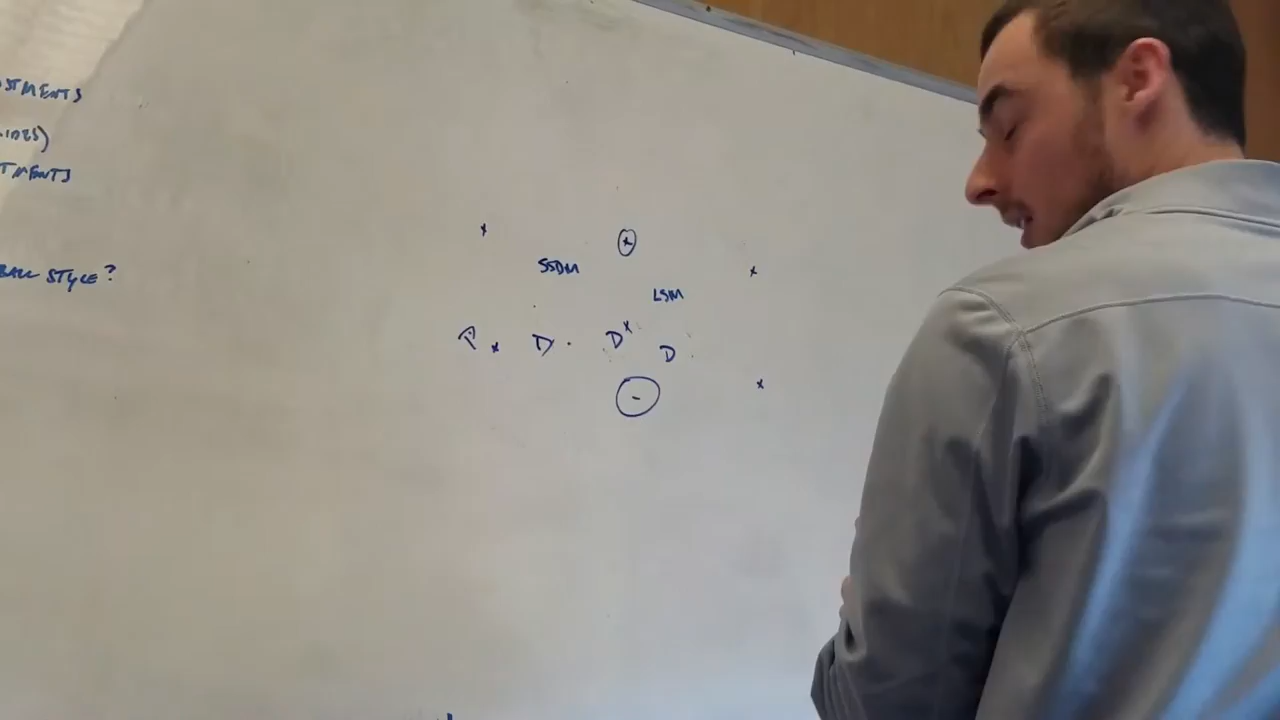 STMENTS
IDES)
TMENTS
BALL STYLE?
x
x
SSDM
x
LSM
x
D
D
D
x
x